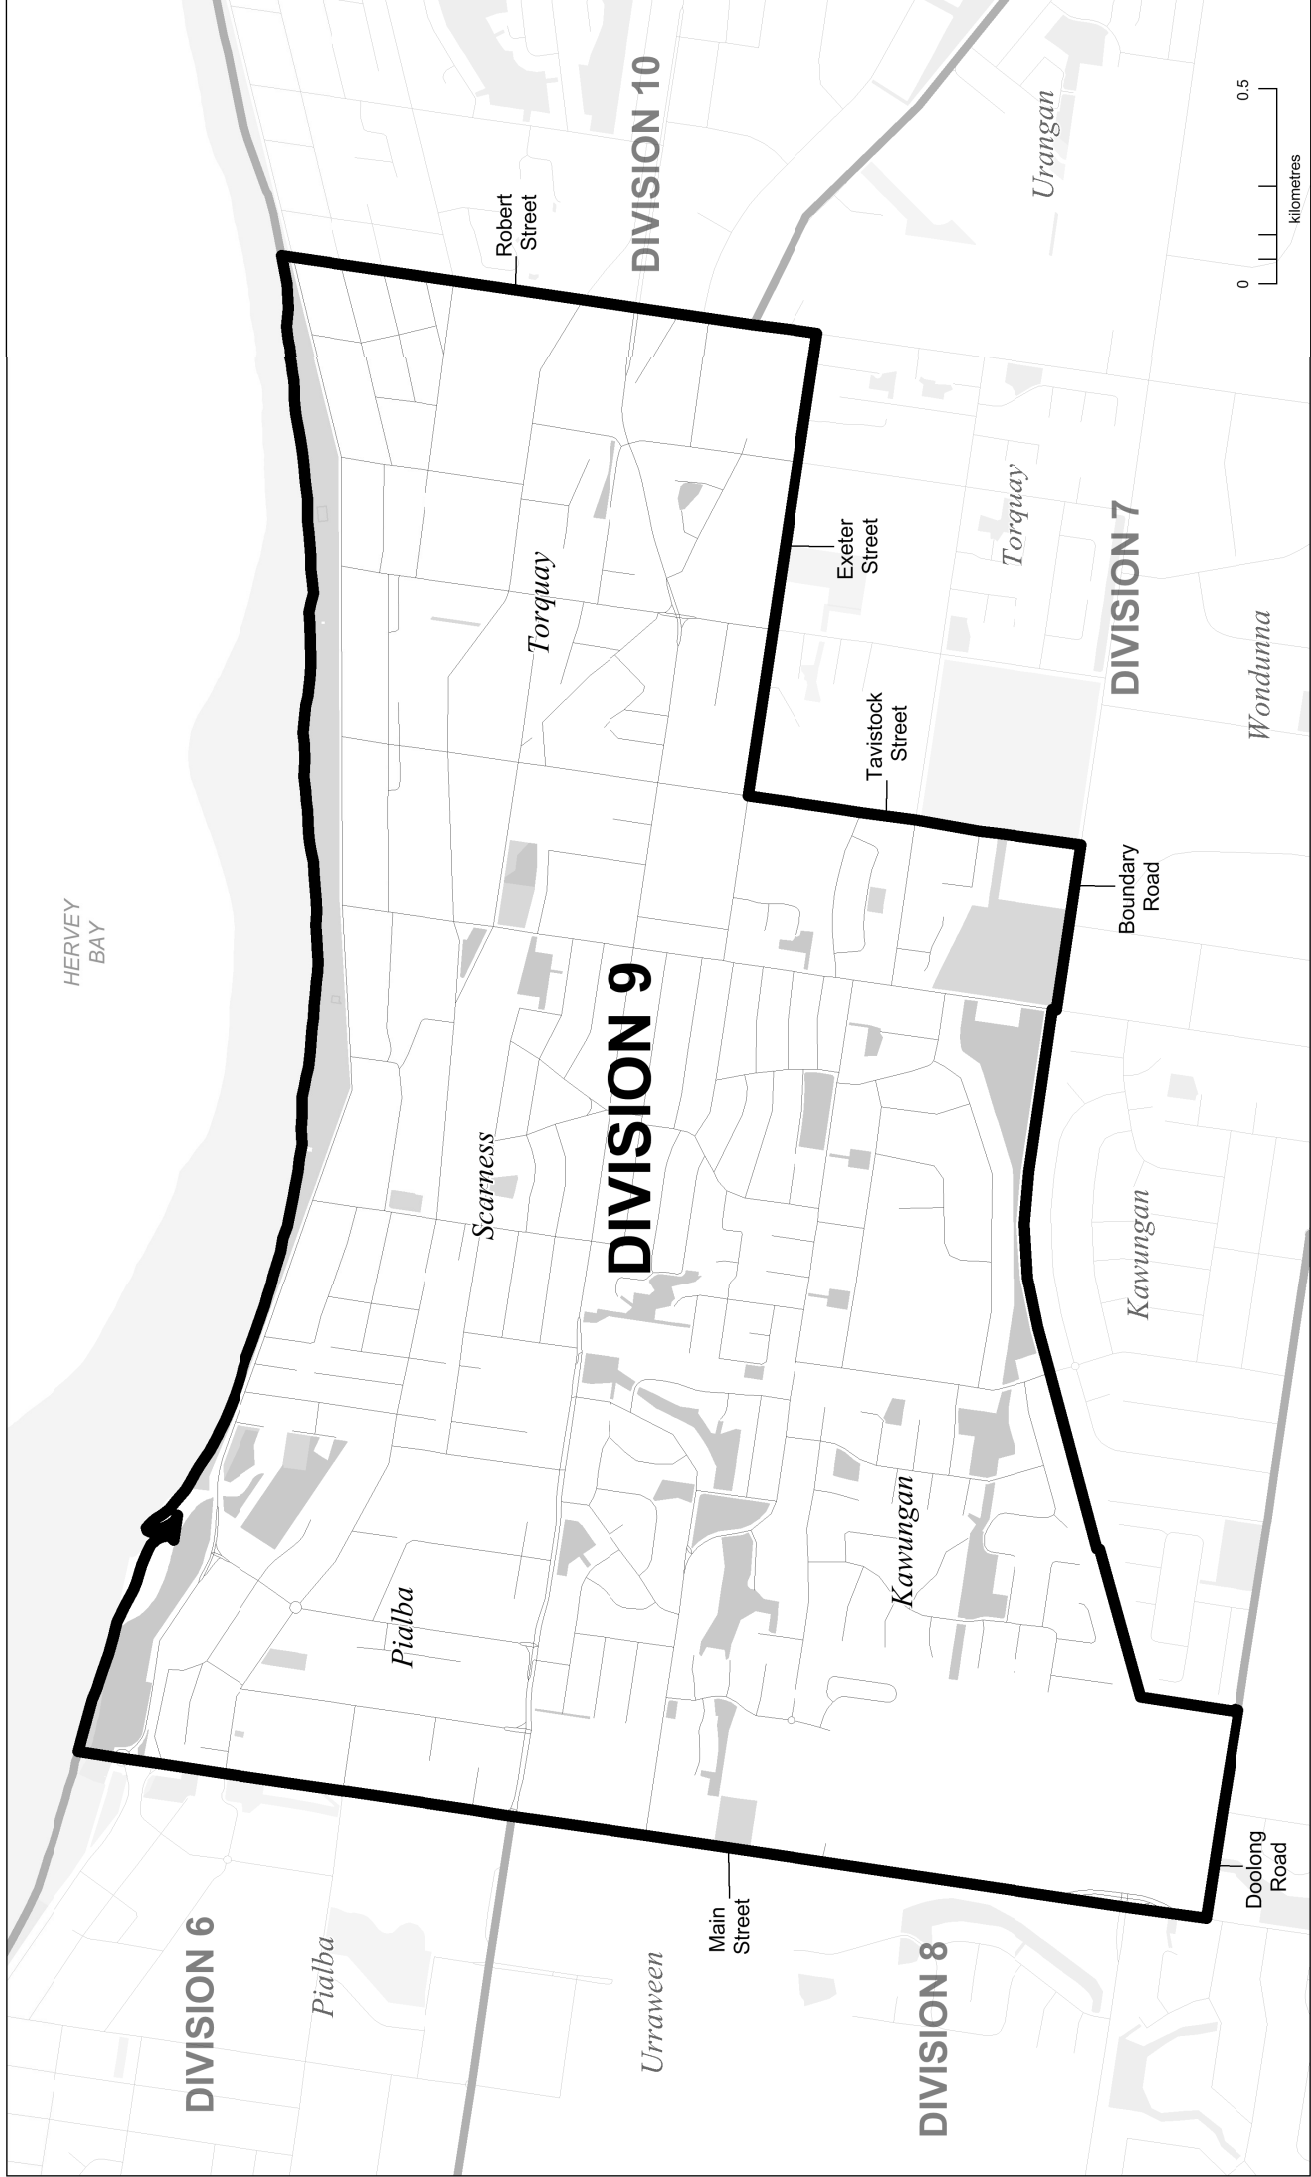 HERVEY
BAY
DIVISION 6
Pialba
Pialba
Scarness
Torquay
Robert
Street
DIVISION 10
DIVISION 9
Urraween
Main
Street
Kawungan
DIVISION 8
Tavistock
Street
Exeter
Street
Torquay
Urangan
DIVISION 7
Boundary
Road
Kawungan
Wondunna
Doolong
Road
0
0.5
kilometres